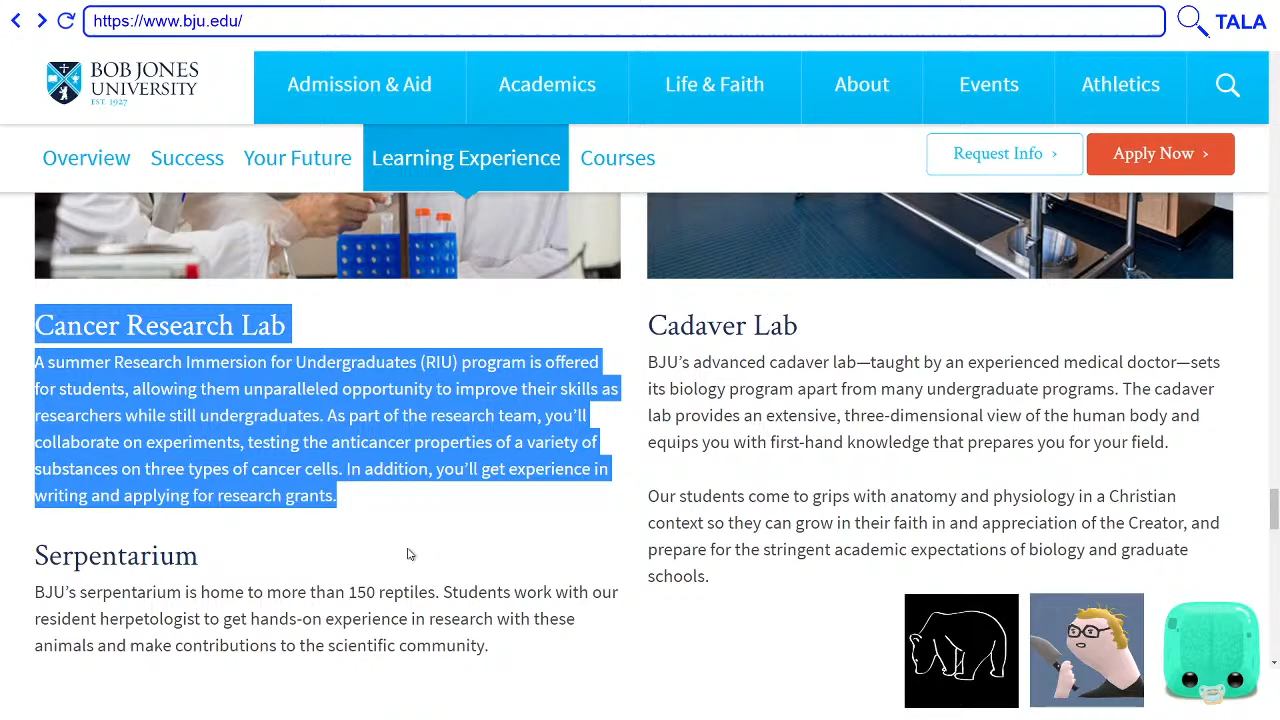 https://www.bju.edu/
TALA
BOB JONES
UNIVERSITY
EST. 1927
Admission & Aid
Academics
Life & Faith
About
Events
Athletics
Overview
Success
Your Future
Learning Experience
Courses
Request Info ›
Apply Now ›
Cancer Research Lab
A summer Research Immersion for Undergraduates (RIU) program is offered
for students, allowing them unparalleled opportunity to improve their skills as
researchers while still undergraduates. As part of the research team, you’ll
collaborate on experiments, testing the anticancer properties of a variety of
substances on three types of cancer cells. In addition, you’ll get experience in
writing and applying for research grants.
Serpentarium
BJU’s serpentarium is home to more than 150 reptiles. Students work with our
resident herpetologist to get hands-on experience in research with these
animals and make contributions to the scientific community.
Cadaver Lab
BJU’s advanced cadaver lab—taught by an experienced medical doctor—sets
its biology program apart from many undergraduate programs. The cadaver
lab provides an extensive, three-dimensional view of the human body and
equips you with first-hand knowledge that prepares you for your field.
Our students come to grips with anatomy and physiology in a Christian
context so they can grow in their faith in and appreciation of the Creator, and
prepare for the stringent academic expectations of biology and graduate
schools.